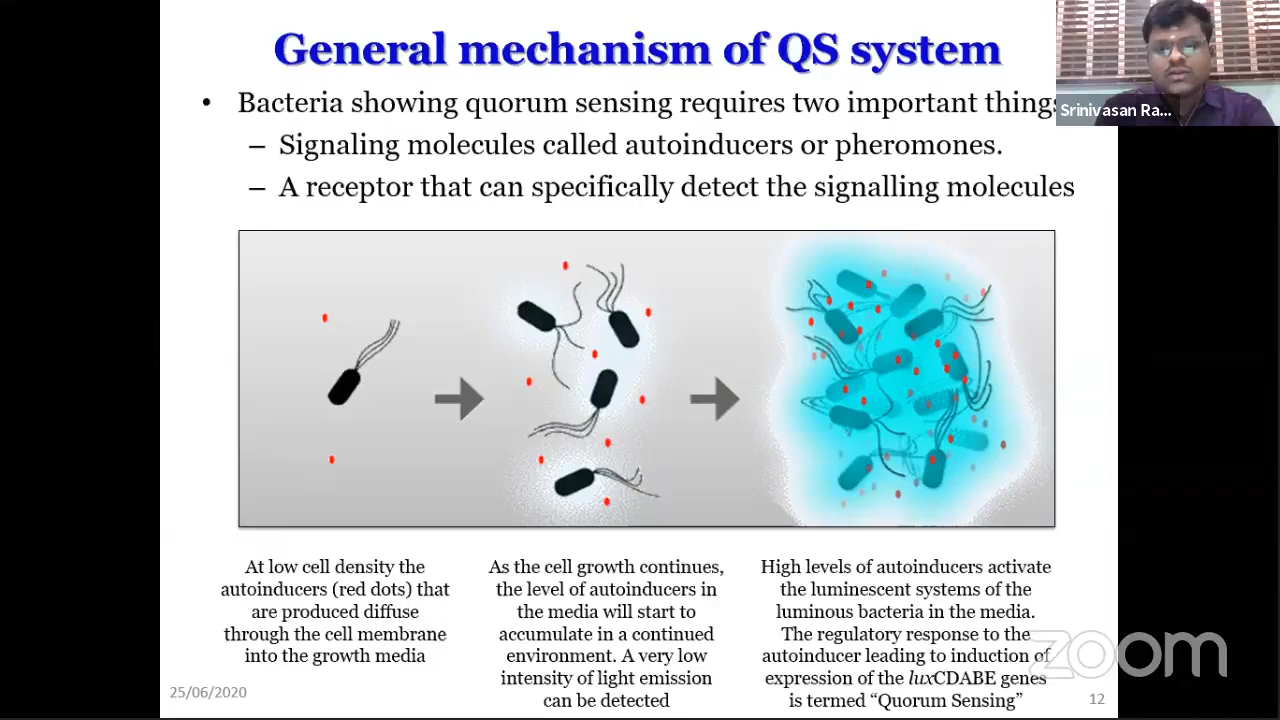 General mechanism of QS system
• Bacteria showing quorum sensing requires two important things
Srinivasan Ra...
– Signaling molecules called autoinducers or pheromones.
– A receptor that can specifically detect the signalling molecules
At low cell density the
autoinducers (red dots) that
are produced diffuse
through the cell membrane
into the growth media
As the cell growth continues,
the level of autoinducers in
the media will start to
accumulate in a continued
environment. A very low
intensity of light emission
can be detected
High levels of autoinducers activate
the luminescent systems of the
luminous bacteria in the media.
The regulatory response to the
autoinducer leading to induction of
expression of the luxCDABE genes
is termed “Quorum Sensing”
zoom
25/06/2020
12